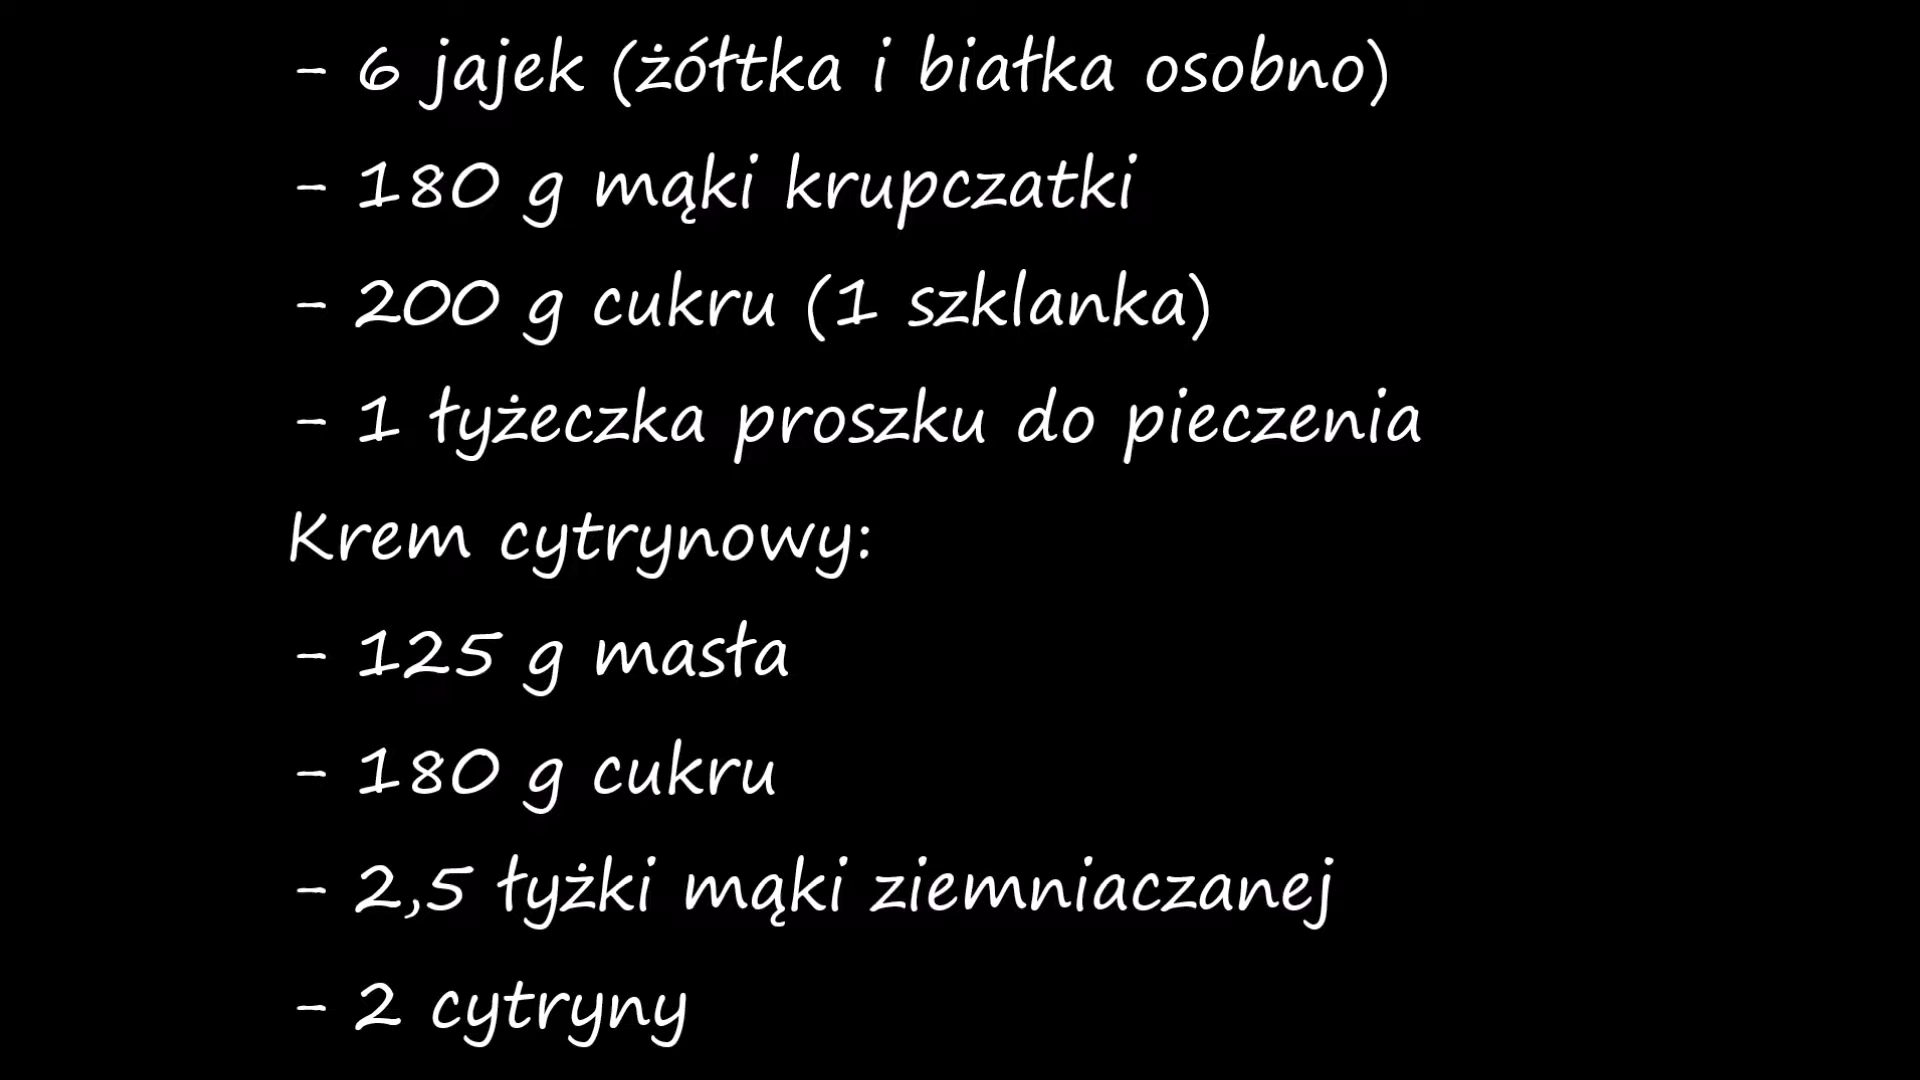 - 6 jajek (żółtka i białka osobno)
- 180 g mąki krupczatki
- 200 g cukru (1 szklanka)
- 1 łyżeczka proszku do pieczenia
Krem cytrynowy:
- 125 g masła
- 180 g cukru
- 2,5 łyżki mąki ziemniaczanej
- 2 cytryny